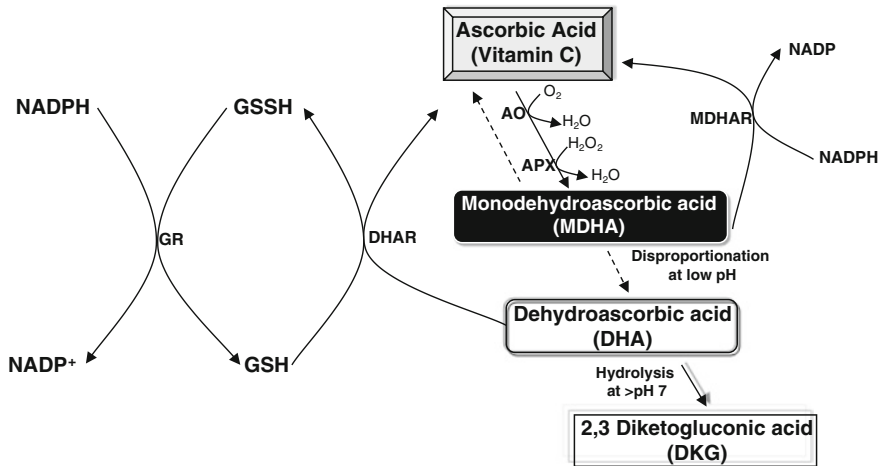 Ascorbic Acid
(Vitamin C)
NADP
NADPH
GSSH
AO
O₂
H₂O
MDHAR
H₂O₂
APX
H₂O
NADPH
Monodehydroascorbic acid
(MDHA)
GR
DHAR
Disproportionation
at low pH
Dehydroascorbic acid
(DHA)
NADP⁺
GSH
Hydrolysis
at >pH 7
2,3 Diketogluconic acid
(DKG)